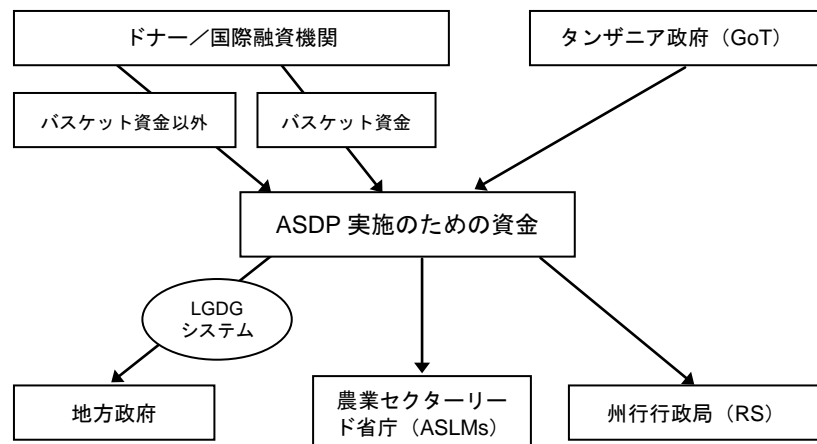 ドナー／国際融資機関
タンザニア政府（GoT）
バスケット資金以外
バスケット資金
ASDP 実施のための資金
LGDG
システム
地方政府
農業セクターリー
ド省庁（ASLMs）
州行行政局（RS）